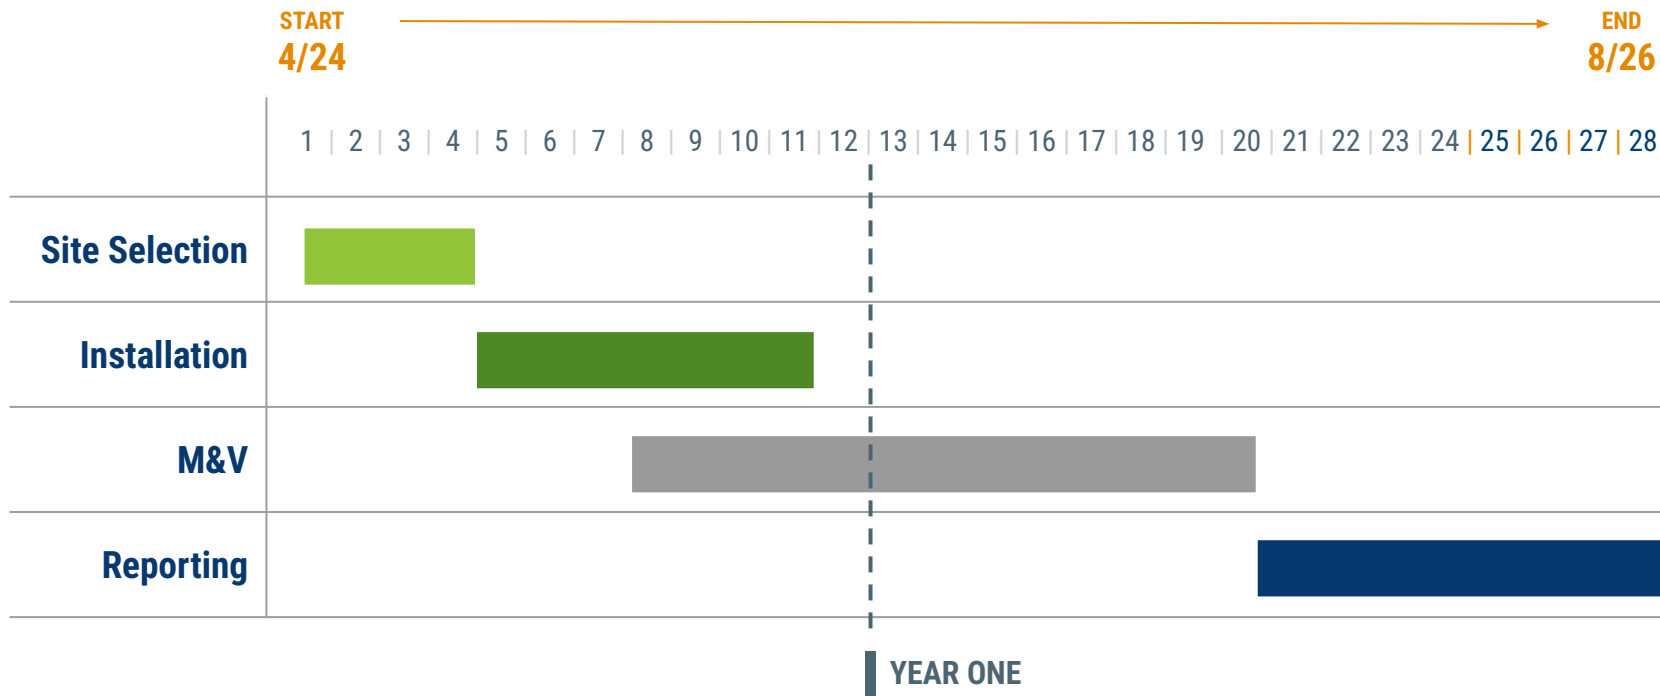 START
END
4/24
8/26
1 | 2 | 3 | 4 | 5 | 6 | 7 | 8 | 9 | 10 | 11 | 12 | 13 | 14 | 15 | 16 | 17 | 18 | 19 | 20 | 21 | 22 | 23 | 24 | 25 | 26 | 27 | 28
Site Selection
Installation
M&V
Reporting
YEAR ONE